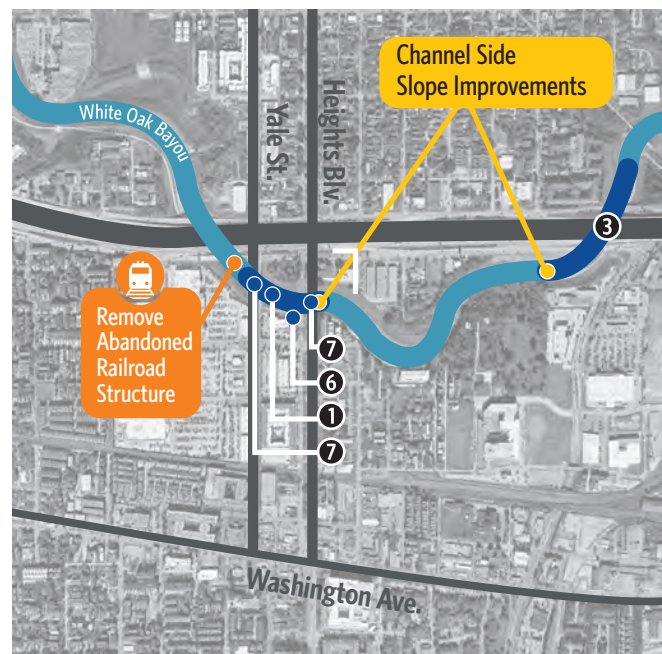 Channel Side
Slope Improvements
White Oak Bayou
Yale St.
Heights Blvd.
3
Remove
Abandoned
Railroad
Structure
7
6
1
7
Washington Ave.